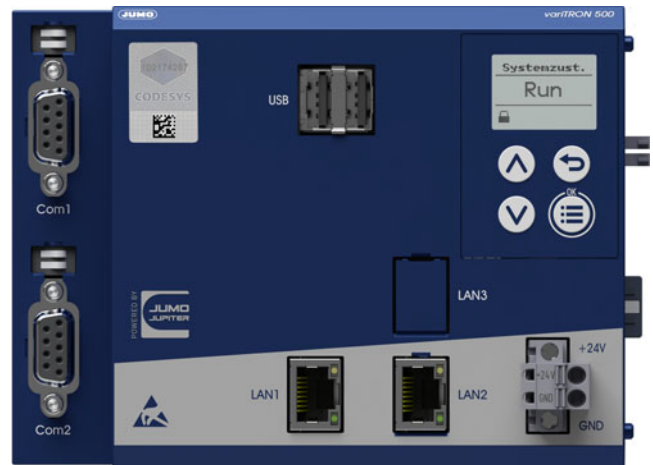 JUMO
variTRON 500
CODESYS
USB
Systemzust.
Run
OK
Com1
LAN3
POWERED BY
JUMO
JUPITER
+24V
LAN1
LAN2
+24V
GND
GND
Com2